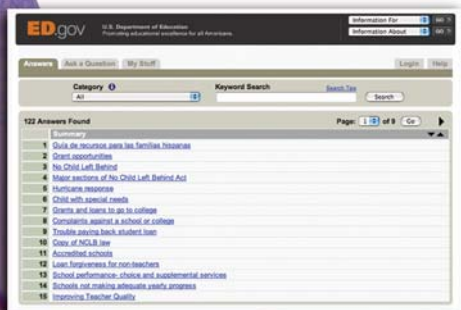 ED.gov
U.S. Department of Education
Promoting educational excellence for all Americans.
Information For GO
Information About GO
Answers Ask a Question My Stuff Login Help
Category Keyword Search Search Tips
All Search
122 Answers Found Page: 1 of 9 Go
Summary
1 Guía de recursos para las familias hispanas
2 Grant opportunities
3 No Child Left Behind
4 Major sections of No Child Left Behind Act
5 Hurricane response
6 Child with special needs
7 Grants and loans to go to college
8 Complaints against a school or college
9 Trouble paying back student loan
10 Copy of NCLB law
11 Accredited schools
12 Loan forgiveness for non-teachers
13 School performance- choice and supplemental services
14 Schools not making adequate yearly progress
15 Improving Teacher Quality